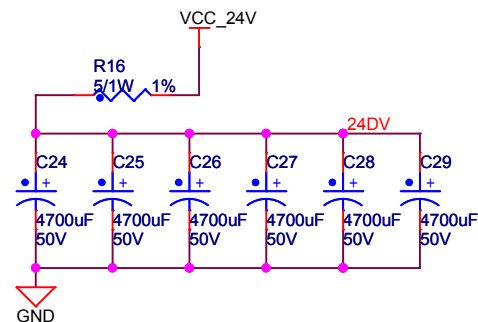 VCC_24V
R16
5/1W 1%
24DV
C24 C25 C26 C27 C28 C29
+ + + + + +
4700uF 4700uF 4700uF 4700uF 4700uF 4700uF
50V 50V 50V 50V 50V 50V
GND